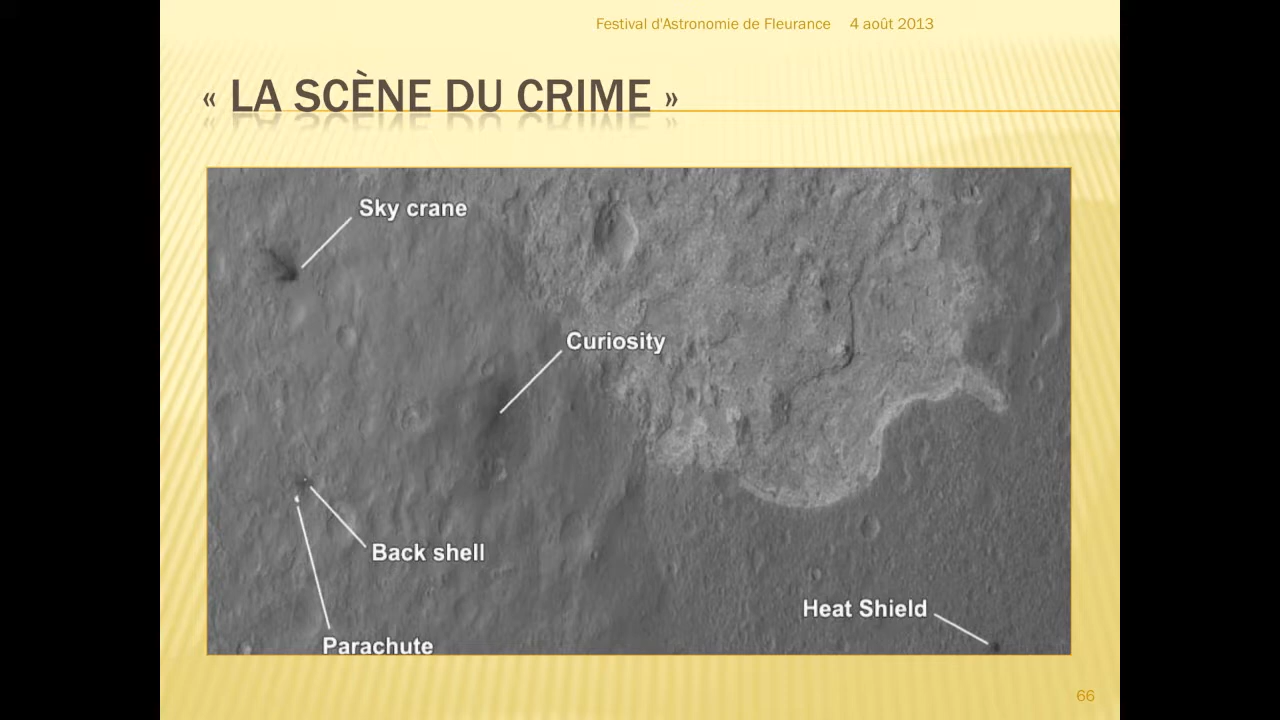 Festival d'Astronomie de Fleurance 4 août 2013
« LA SCÈNE DU CRIME »
Sky crane
Curiosity
Back shell
Heat Shield
Parachute
66